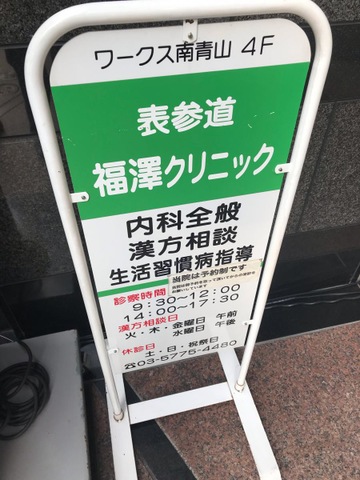 ワークス南青山 4F
表参道
福澤クリニック
内科全般
漢方相談
生活習慣病指導
当院は予約制です
診察時間
9:30~12:00
14:00~17:30
漢方相談日
火・木・金曜日 午前
水曜日 午後
休診日
土・日・祝祭日
☎03-5775-4480